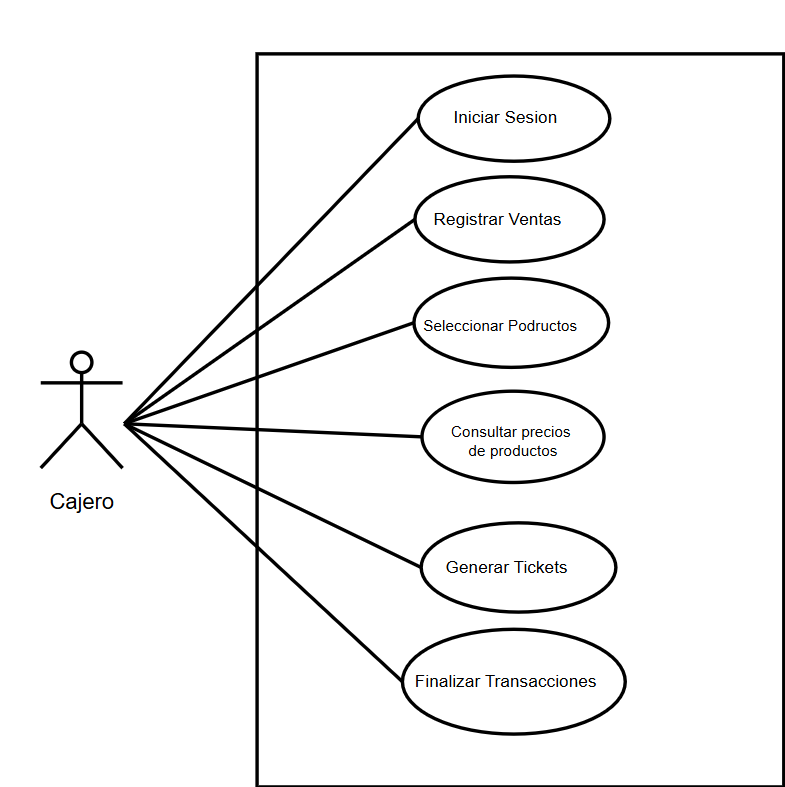 Iniciar Sesion
Registrar Ventas
Seleccionar Podructos
Consultar precios
de productos
Generar Tickets
Finalizar Transacciones
Cajero